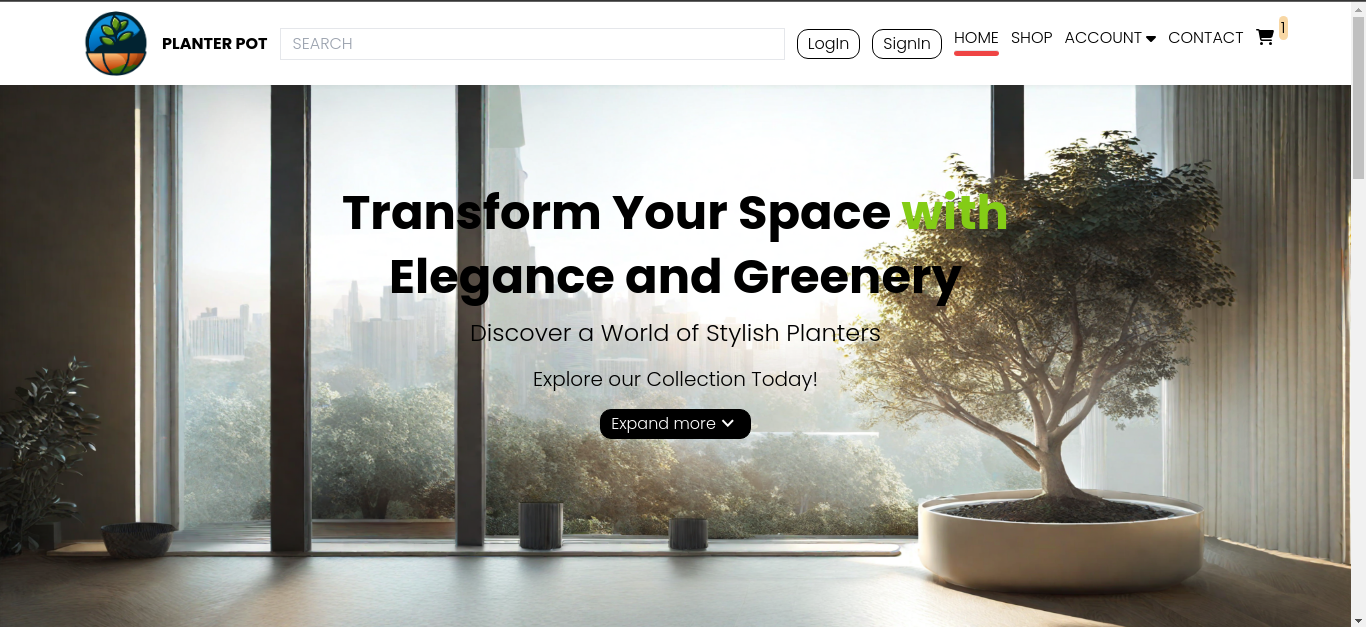 PLANTER POT
SEARCH
LogIn
SignIn
HOME
SHOP
ACCOUNT
CONTACT
1
Transform Your Space with
Elegance and Greenery
Discover a World of Stylish Planters
Explore our Collection Today!
Expand more